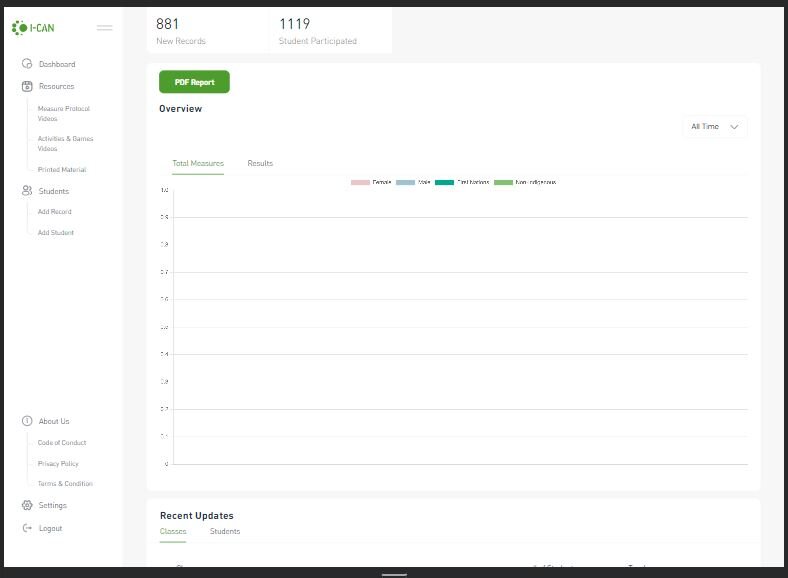 I-CAN
Dashboard
Resources
Measure Protocol
Videos
Activities & Games
Videos
Printed Material
Students
Add Record
Add Student
About Us
Code of Conduct
Privacy Policy
Terms & Condition
Settings
Logout
881
New Records
1119
Student Participated
PDF Report
Overview
All Time
Total Measures Results
Female Male First Nations Non-Indigenous
1.0
0.9
0.8
0.7
0.6
0.5
0.4
0.3
0.2
0.1
0
Recent Updates
Classes Students